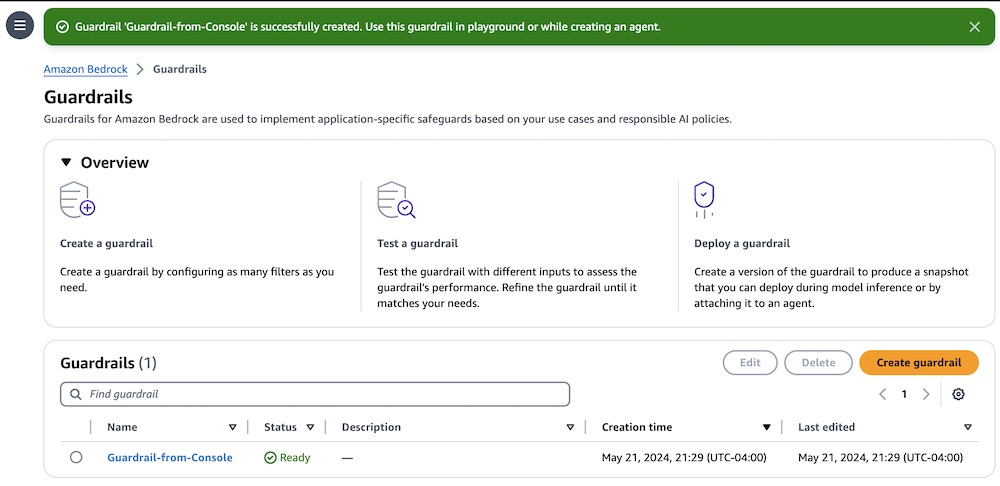 Guardrail 'Guardrail-from-Console' is successfully created. Use this guardrail in playground or while creating an agent.
Amazon Bedrock > Guardrails
Guardrails
Guardrails for Amazon Bedrock are used to implement application-specific safeguards based on your use cases and responsible AI policies.
Overview
Create a guardrail
Create a guardrail by configuring as many filters as you
need.
Test a guardrail
Test the guardrail with different inputs to assess the
guardrail's performance. Refine the guardrail until it
matches your needs.
Deploy a guardrail
Create a version of the guardrail to produce a snapshot
that you can deploy during model inference or by
attaching it to an agent.
Guardrails (1)
Edit
Delete
Create guardrail
Find guardrail
1
Name Status Description Creation time Last edited
Guardrail-from-Console Ready — May 21, 2024, 21:29 (UTC-04:00) May 21, 2024, 21:29 (UTC-04:00)